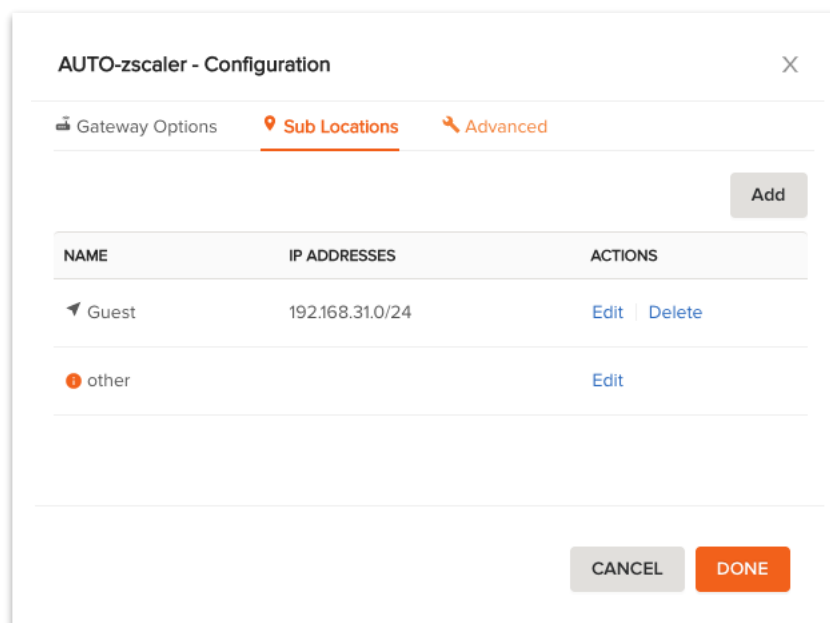 AUTO-zscaler - Configuration X
Gateway Options Sub Locations Advanced
Add
NAME IP ADDRESSES ACTIONS
Guest 192.168.31.0/24 Edit Delete
other Edit
CANCEL DONE